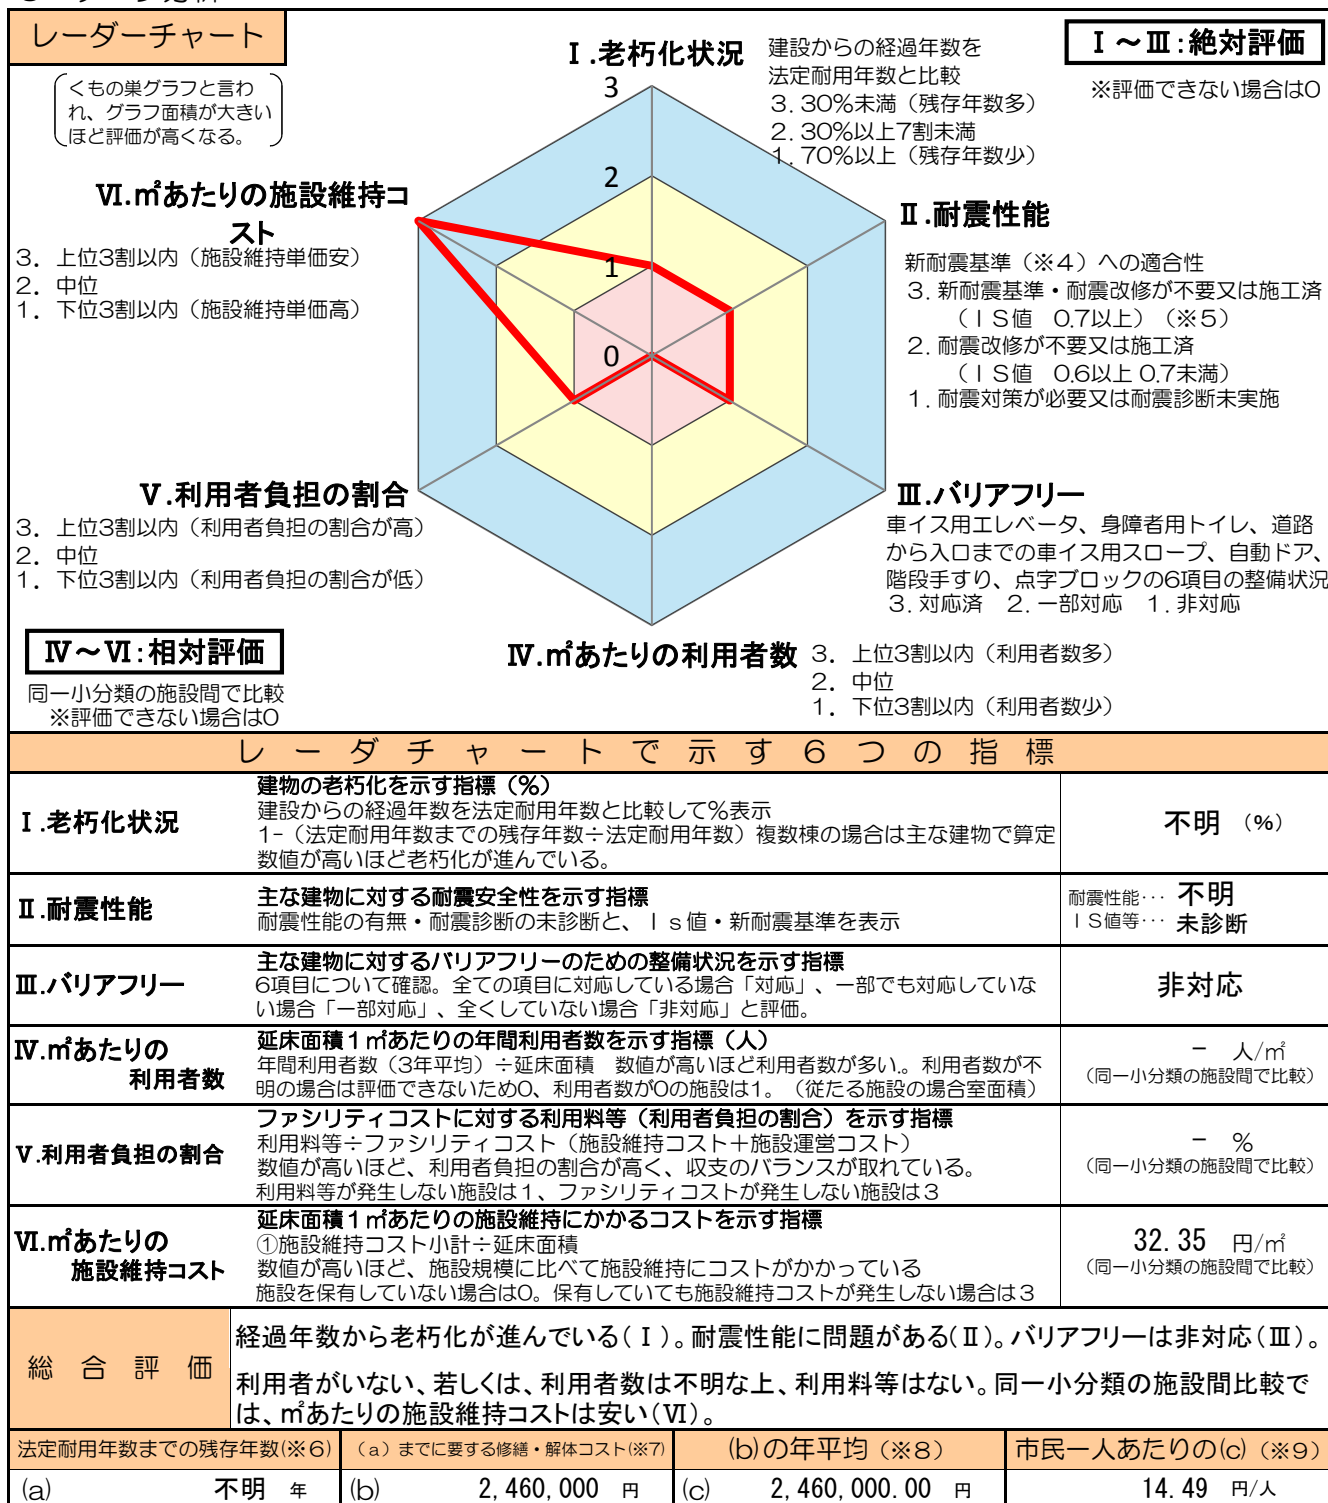 レーダーチャート
くもの巣グラフと言わ
れ、グラフ面積が大きい
ほど評価が高くなる。
Ⅰ.老朽化状況
建設からの経過年数を
法定耐用年数と比較
3.30%未満（残存年数多）
2.30%以上7割未満
1.70%以上（残存年数少）
Ⅰ～Ⅲ:絶対評価
※評価できない場合は0
3
2
1
0
Ⅵ.㎡あたりの施設維持コ
スト
3. 上位3割以内（施設維持単価安）
2. 中位
1. 下位3割以内（施設維持単価高）
Ⅱ.耐震性能
新耐震基準（※4）への適合性
3.新耐震基準・耐震改修が不要又は施工済
（ＩＳ値　0.7以上）（※5）
2.耐震改修が不要又は施工済
（ＩＳ値　0.6以上 0.7未満）
1.耐震対策が必要又は耐震診断未実施
Ⅴ.利用者負担の割合
3. 上位3割以内（利用者負担の割合が高）
2. 中位
1. 下位3割以内（利用者負担の割合が低）
Ⅲ.バリアフリー
車イス用エレベータ、身障者用トイレ、道路
から入口までの車イス用スロープ、自動ドア、
階段手すり、点字ブロックの6項目の整備状況
3.対応済　2.一部対応　1.非対応
Ⅳ～Ⅵ:相対評価
同一小分類の施設間で比較
※評価できない場合は0
Ⅳ.㎡あたりの利用者数
3. 上位3割以内（利用者数多）
2. 中位
1. 下位3割以内（利用者数少）
レーダチャートで示す6つの指標
Ⅰ.老朽化状況
建物の老朽化を示す指標（%）
建設からの経過年数を法定耐用年数と比較して%表示
1-（法定耐用年数までの残存年数÷法定耐用年数）複数棟の場合は主な建物で算定
数値が高いほど老朽化が進んでいる。
不明（%）
Ⅱ.耐震性能
主な建物に対する耐震安全性を示す指標
耐震性能の有無・耐震診断の未診断と、Ｉｓ値・新耐震基準を表示
耐震性能… 不明
ＩＳ値等… 未診断
Ⅲ.バリアフリー
主な建物に対するバリアフリーのための整備状況を示す指標
6項目について確認。全ての項目に対応している場合「対応」、一部でも対応していな
い場合「一部対応」、全くしていない場合「非対応」と評価。
非対応
Ⅳ.㎡あたりの
利用者数
延床面積１㎡あたりの年間利用者数を示す指標（人）
年間利用者数（3年平均）÷延床面積　数値が高いほど利用者数が多い。利用者数が不
明の場合は評価できないため0、利用者数が0の施設は1。（従たる施設の場合室面積）
－　人/㎡
（同一小分類の施設間で比較）
Ⅴ.利用者負担の割合
ファシリティコストに対する利用料等（利用者負担の割合）を示す指標
利用料等÷ファシリティコスト（施設維持コスト＋施設運営コスト）
数値が高いほど、利用者負担の割合が高く、収支のバランスが取れている。
利用料等が発生しない施設は１、ファシリティコストが発生しない施設は３
－　%
（同一小分類の施設間で比較）
Ⅵ.㎡あたりの
施設維持コスト
延床面積１㎡あたりの施設維持にかかるコストを示す指標
①施設維持コスト小計÷延床面積
数値が高いほど、施設規模に比べて施設維持にコストがかかっている
施設を保有していない場合は0。保有していても施設維持コストが発生しない場合は３
32.35　円/㎡
（同一小分類の施設間で比較）
総合評価
経過年数から老朽化が進んでいる(Ⅰ)。耐震性能に問題がある(Ⅱ)。バリアフリーは非対応(Ⅲ)。
利用者がいない、若しくは、利用者数は不明な上、利用料等はない。同一小分類の施設間比較で
は、㎡あたりの施設維持コストは安い(Ⅵ)。
法定耐用年数までの残存年数(※6)　（a）までに要する修繕・解体コスト(※7)　(b)の年平均（※8）　市民一人あたりの(c)（※9）
(a)　不明　年　(b)　2,460,000　円　(c)　2,460,000.00　円　14.49　円/人